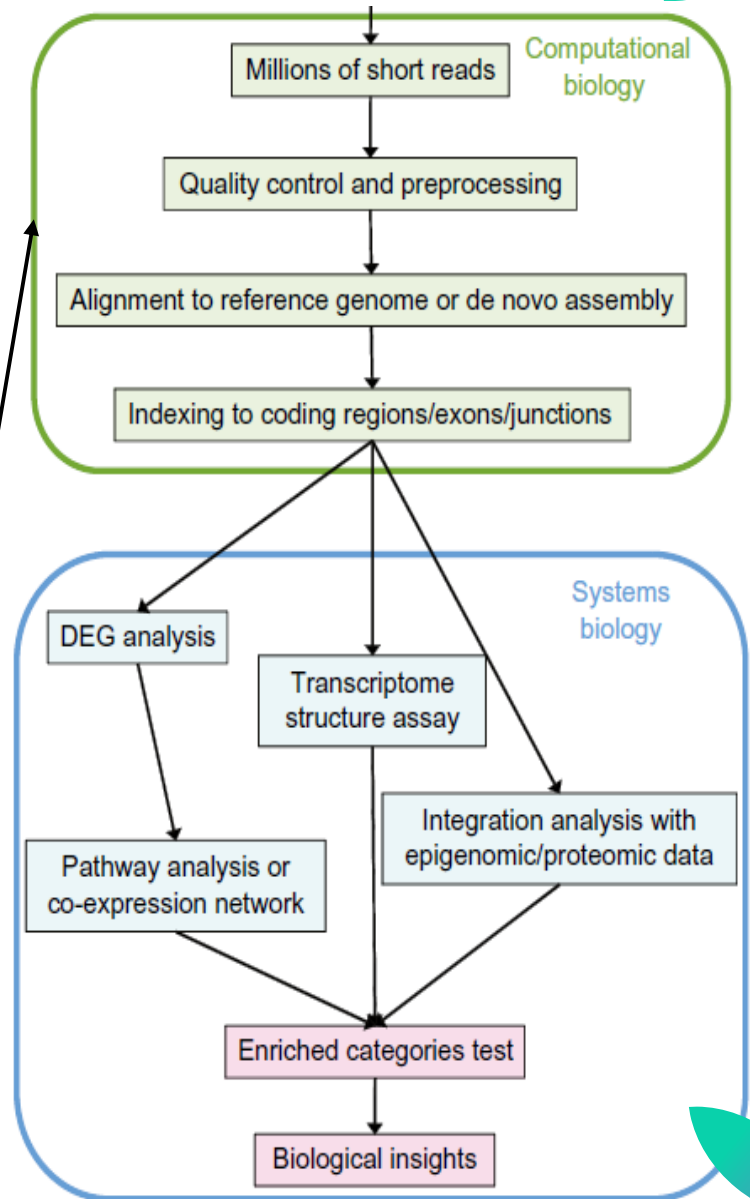 Computational
biology
Millions of short reads
Quality control and preprocessing
Alignment to reference genome or de novo assembly
Indexing to coding regions/exons/junctions
Systems
biology
DEG analysis
Transcriptome
structure assay
Integration analysis with
epigenomic/proteomic data
Pathway analysis or
co-expression network
Enriched categories test
Biological insights